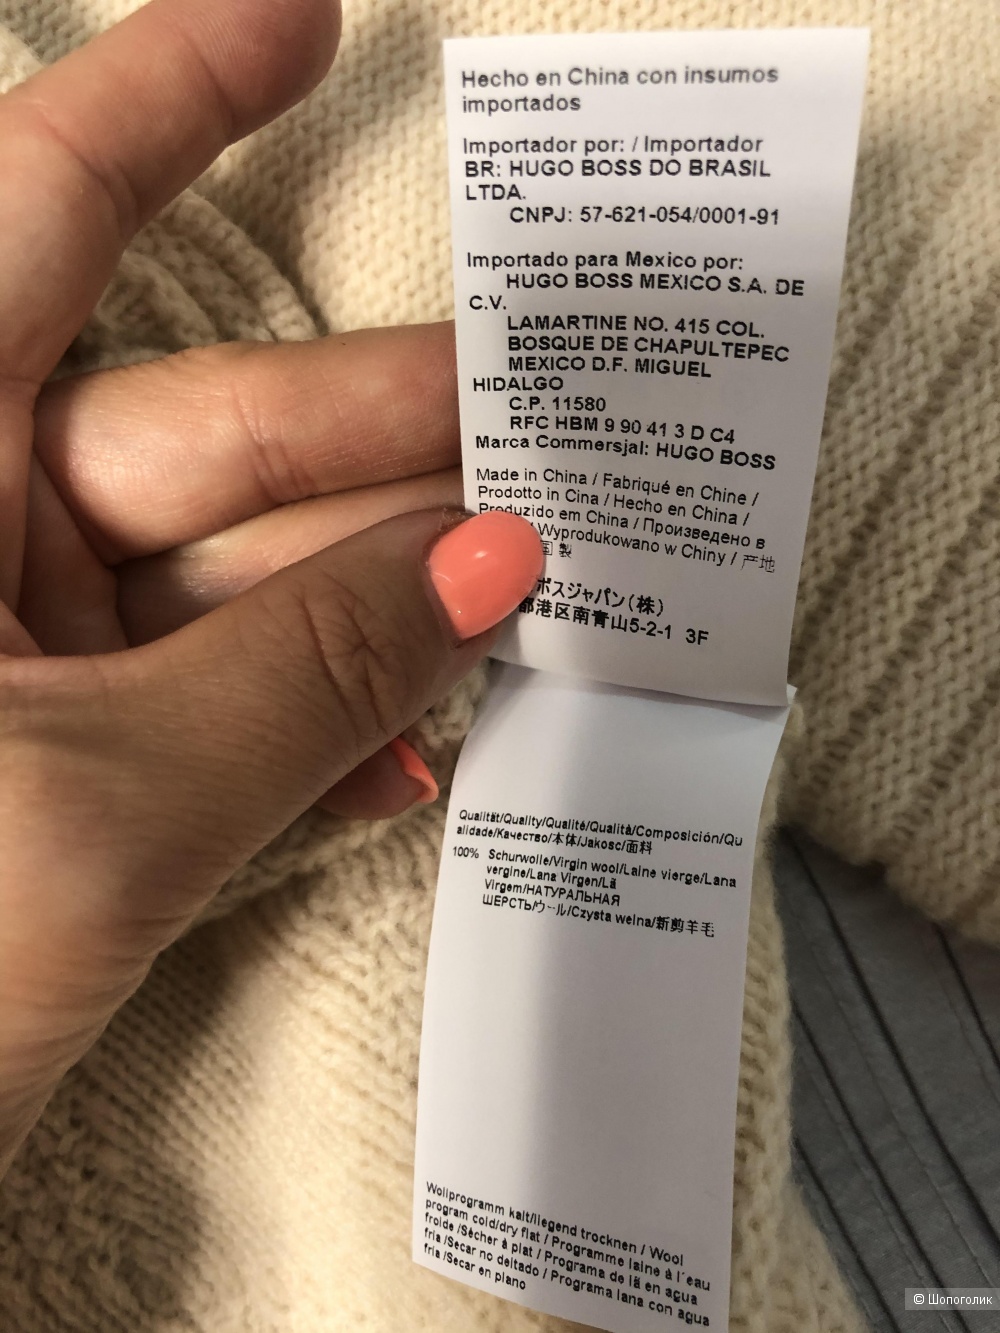 Hecho en China con insumos
importados
Importador por: / Importador
BR: HUGO BOSS DO BRASIL
LTDA.
CNPJ: 57-621-054/0001-91
Importado para Mexico por:
HUGO BOSS MEXICO S.A. DE
C.V.
LAMARTINE NO. 415 COL.
BOSQUE DE CHAPULTEPEC
MEXICO D.F. MIGUEL
HIDALGO
C.P. 11580
RFC HBM 9 90 41 3 D C4
Marca Commersjal: HUGO BOSS
Made in China / Fabriqué en Chine /
Prodotto in Cina / Hecho en China /
Produzido em China / Произведено в
/ Wyprodukowano w Chiny / 产地
国 製
ボスジャパン(株)
都港区南青山5-2-1 3F
Qualität/Quality/Qualité/Qualità/Composición/Qu
alidade/Качество/本体/Jakosc/面料
100% Schurwolle/Virgin wool/Laine vierge/Lana
vergine/Lana Virgen/Lã
Virgem/НАТУРАЛЬНАЯ
ШЕРСТЬ/ウール/Czysta welna/新剪羊毛
Wollprogramm kalt/liegend trocknen / Wool
program cold/dry flat / Programme laine à l'eau
froide /Sécher à plat / Programa de lã en agua
fria /Secar no deitado / Programa lana con agua
fria /Secar en plano
© Шопоголик